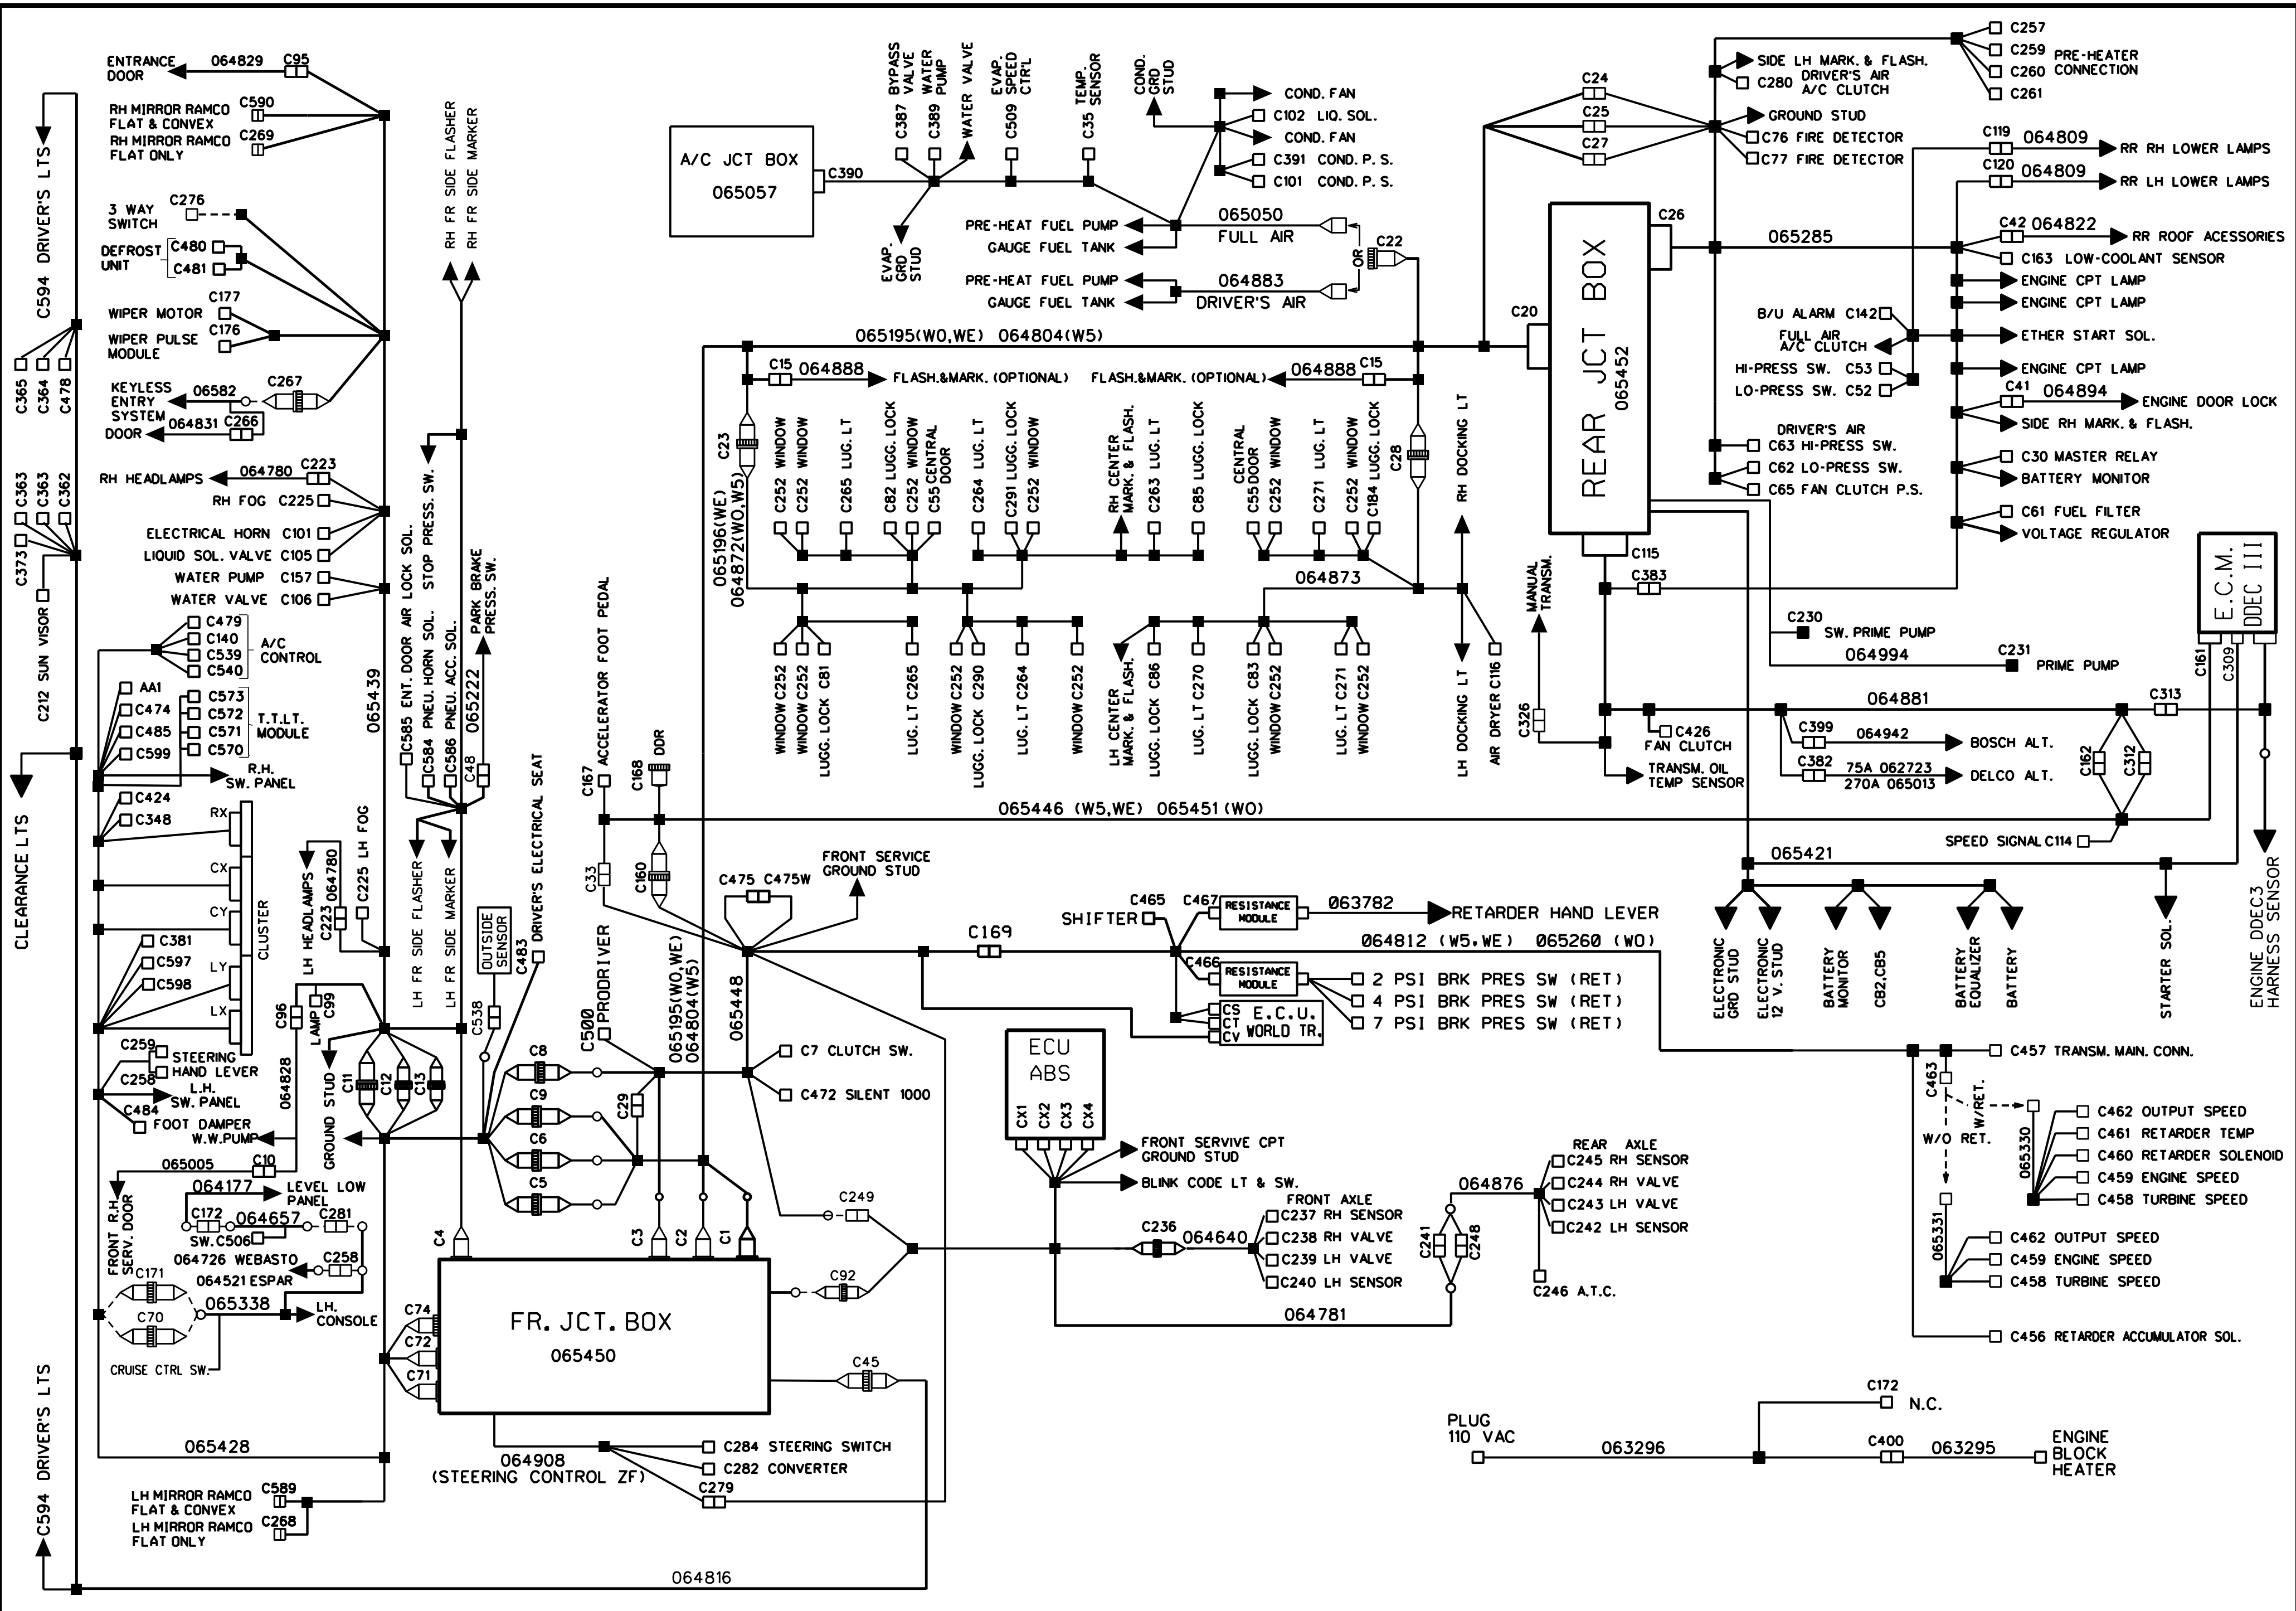 ENTRANCE
DOOR
064829
C95
RH MIRROR RAMCO
FLAT & CONVEX
C590
RH MIRROR RAMCO
FLAT ONLY
C269
3 WAY
SWITCH
C276
DEFROST
UNIT
C480
C481
WIPER MOTOR
C177
WIPER PULSE
MODULE
C176
KEYLESS
ENTRY
SYSTEM
06582
C267
DOOR
064831
C266
RH HEADLAMPS
064780
C223
RH FOG C225
ELECTRICAL HORN C101
LIQUID SOL. VALVE C105
WATER PUMP C157
WATER VALVE C106
C479
C140
C539
C540
A/C
CONTROL
AA1
C474
C485
C599
C573
C572
C571
C570
T.T.LT.
MODULE
R.H.
SW. PANEL
C424
C348
RX
CX
CY
LY
LX
CLUSTER
C381
C597
C598
C259
STEERING
HAND LEVER
C258
L.H.
SW. PANEL
C484
FOOT DAMPER
W.W.PUMP
065005
C10
064177
LEVEL LOW
PANEL
C172
064657
C281
SW. C506
064726 WEBASTO
C258
064521 ESPAR
C171
065338
C70
LH.
CONSOLE
CRUISE CTRL SW.
FRONT R.H.
SERV. DOOR
065428
LH MIRROR RAMCO
FLAT & CONVEX
C589
LH MIRROR RAMCO
FLAT ONLY
C268
C594 DRIVER'S LTS
C365
C364
C478
C363
C363
C362
C373
C212 SUN VISOR
CLEARANCE LTS
C594 DRIVER'S LTS
064816
065439
RH FR SIDE FLASHER
RH FR SIDE MARKER
C585 ENT. DOOR AIR LOCK SOL.
STOP PRESS. SW.
C584 PNEU. HORN SOL.
C586 PNEU. ACC. SOL.
065222
PARK BRAKE
PRESS. SW.
C48
LH FR SIDE FLASHER
LH FR SIDE MARKER
LH HEADLAMPS
064780
C223
C225 LH FOG
C96
LAMP C99
064828
GROUND STUD
C11
C12
C13
OUTSIDE
SENSOR
C538
C483 DRIVER'S ELECTRICAL SEAT
C8
C9
C6
C5
C500 PRODRIVER
C29
C167 ACCELERATOR FOOT PEDAL
C168 DDR
C33
C160
065195(WO,WE)
064804(W5)
065448
C475
C475W
FRONT SERVICE
GROUND STUD
C7 CLUTCH SW.
C472 SILENT 1000
C249
C92
C45
C4
C3
C2
C1
C74
C72
C71
FR. JCT. BOX
065450
064908
(STEERING CONTROL ZF)
C284 STEERING SWITCH
C282 CONVERTER
C279
A/C JCT BOX
065057
C390
BYPASS
VALVE
C387
WATER
PUMP
C389
WATER VALVE
EVAP.
SPEED
CTR'L
C509
TEMP.
SENSOR
C35
EVAP.
GRD
STUD
COND.
GRD
STUD
COND. FAN
C102 LIQ. SOL.
COND. FAN
C391 COND. P. S.
C101 COND. P. S.
PRE-HEAT FUEL PUMP
GAUGE FUEL TANK
065050
FULL AIR
OR
C22
PRE-HEAT FUEL PUMP
GAUGE FUEL TANK
064883
DRIVER'S AIR
065195(WO,WE) 064804(W5)
C15
064888
FLASH.&MARK. (OPTIONAL)
FLASH.&MARK. (OPTIONAL)
064888
C15
C23
065196(WE)
064872(WO,W5)
C252 WINDOW
C252 WINDOW
C265 LUG. LT
C82 LUGG. LOCK
C252 WINDOW
C55 CENTRAL
DOOR
C264 LUG. LT
C291 LUGG. LOCK
C252 WINDOW
RH CENTER
MARK. & FLASH.
C263 LUG. LT
C85 LUGG. LOCK
CENTRAL
C55 DOOR
C252 WINDOW
C271 LUG. LT
C252 WINDOW
C184 LUGG. LOCK
C28
RH DOCKING LT
064873
WINDOW C252
WINDOW C252
LUGG. LOCK C81
LUG. LT C265
WINDOW C252
LUGG. LOCK C290
LUG. LT C264
WINDOW C252
LH CENTER
MARK. & FLASH.
LUGG. LOCK C86
LUG. LT C270
LUGG. LOCK C83
WINDOW C252
LUG. LT C271
WINDOW C252
LH DOCKING LT
AIR DRYER C116
065446 (W5,WE) 065451 (WO)
C24
C25
C27
C20
C26
REAR JCT BOX
065452
C115
C383
MANUAL
TRANSM.
C326
SIDE LH MARK. & FLASH.
C280 DRIVER'S AIR
A/C CLUTCH
GROUND STUD
C76 FIRE DETECTOR
C77 FIRE DETECTOR
C257
C259
C260
C261
PRE-HEATER
CONNECTION
C119
064809
RR RH LOWER LAMPS
C120
064809
RR LH LOWER LAMPS
065285
C42
064822
RR ROOF ACESSORIES
C163 LOW-COOLANT SENSOR
ENGINE CPT LAMP
ENGINE CPT LAMP
B/U ALARM C142
FULL AIR
A/C CLUTCH
ETHER START SOL.
HI-PRESS SW. C53
LO-PRESS SW. C52
ENGINE CPT LAMP
C41
064894
ENGINE DOOR LOCK
SIDE RH MARK. & FLASH.
DRIVER'S AIR
C63 HI-PRESS SW.
C62 LO-PRESS SW.
C65 FAN CLUTCH P.S.
C30 MASTER RELAY
BATTERY MONITOR
C61 FUEL FILTER
VOLTAGE REGULATOR
E.C.M.
DDEC III
C161
C309
C230
SW. PRIME PUMP
064994
C231
PRIME PUMP
064881
C313
C426
FAN CLUTCH
TRANSM. OIL
TEMP SENSOR
C399
064942
BOSCH ALT.
C382
75A 062723
270A 065013
DELCO ALT.
C162
C312
SPEED SIGNAL C114
065421
ELECTRONIC
GRD STUD
ELECTRONIC
12 V. STUD
BATTERY
MONITOR
CB2,CB5
BATTERY
EQUALIZER
BATTERY
STARTER SOL.
ENGINE DDEC3
HARNESS SENSOR
C169
SHIFTER
C465
C467
RESISTANCE
MODULE
063782
RETARDER HAND LEVER
064812 (W5,WE) 065260 (WO)
C466
RESISTANCE
MODULE
2 PSI BRK PRES SW (RET)
4 PSI BRK PRES SW (RET)
7 PSI BRK PRES SW (RET)
CS
CT
CV
E.C.U.
WORLD TR.
ECU
ABS
CX1
CX2
CX3
CX4
FRONT SERVIVE CPT
GROUND STUD
BLINK CODE LT & SW.
C236
064640
FRONT AXLE
C237 RH SENSOR
C238 RH VALVE
C239 LH VALVE
C240 LH SENSOR
064781
C241
C248
064876
REAR AXLE
C245 RH SENSOR
C244 RH VALVE
C243 LH VALVE
C242 LH SENSOR
C246 A.T.C.
C457 TRANSM. MAIN. CONN.
C463
W/RET.
W/O RET.
065330
C462 OUTPUT SPEED
C461 RETARDER TEMP
C460 RETARDER SOLENOID
C459 ENGINE SPEED
C458 TURBINE SPEED
065331
C462 OUTPUT SPEED
C459 ENGINE SPEED
C458 TURBINE SPEED
C456 RETARDER ACCUMULATOR SOL.
PLUG
110 VAC
063296
C172
N.C.
C400
063295
ENGINE
BLOCK
HEATER